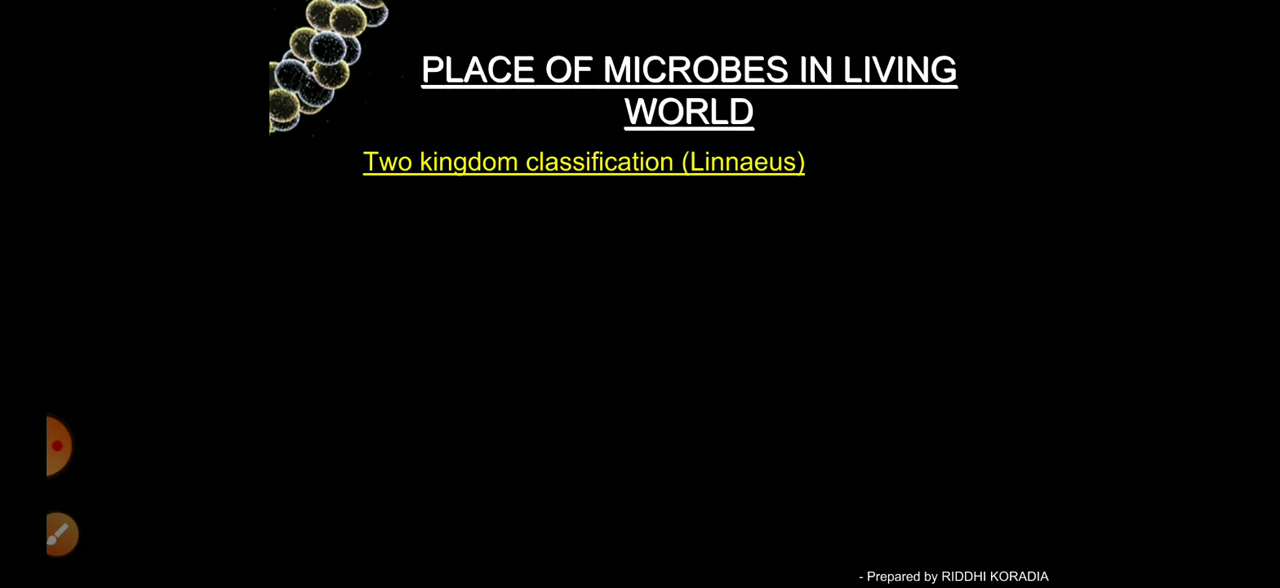 PLACE OF MICROBES IN LIVING
WORLD
Two kingdom classification (Linnaeus)
- Prepared by RIDDHI KORADIA